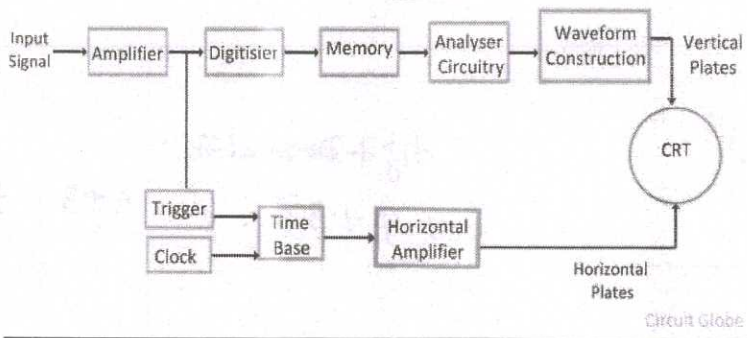 Input
Signal
Amplifier
Digitisier
Memory
Analyser
Circuitry
Waveform
Construction
Vertical
Plates
CRT
Trigger
Clock
Time
Base
Horizontal
Amplifier
Horizontal
Plates
Circuit Globe